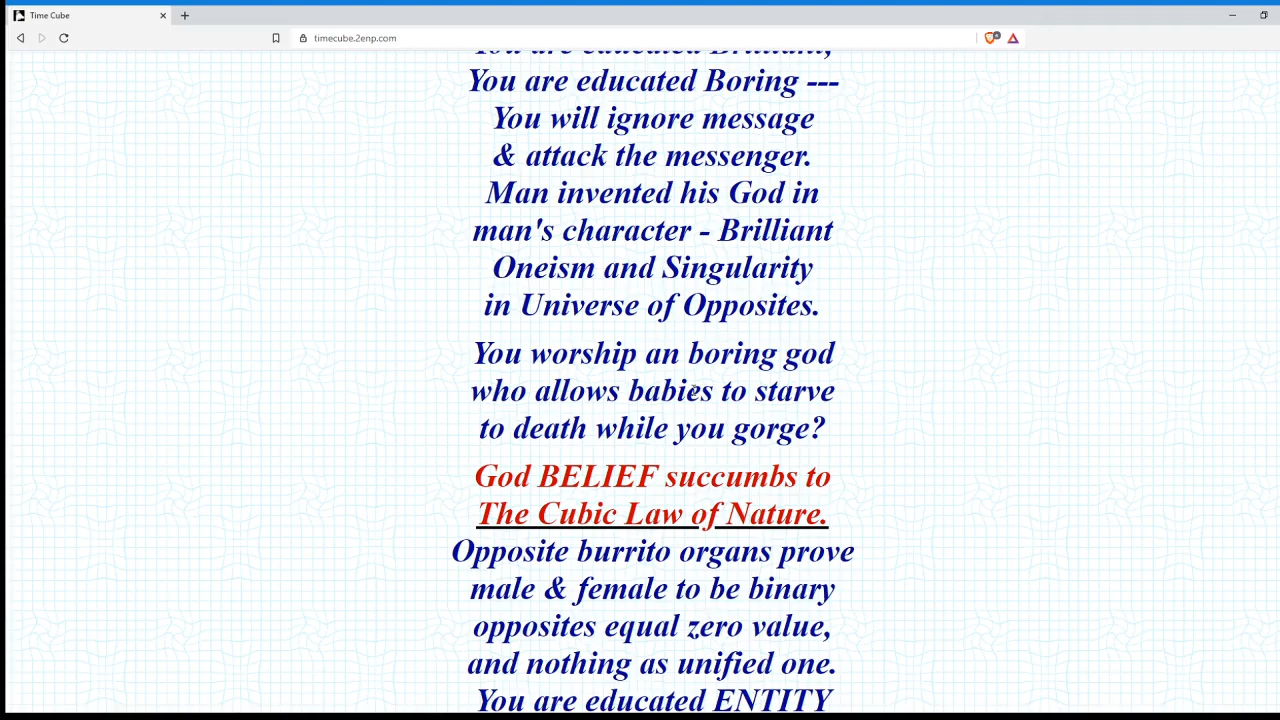 Time Cube
timecube.2enp.com
You are educated Brilliant,
You are educated Boring ---
You will ignore message
& attack the messenger.
Man invented his God in
man's character - Brilliant
Oneism and Singularity
in Universe of Opposites.
You worship an boring god
who allows babies to starve
to death while you gorge?
God BELIEF succumbs to
The Cubic Law of Nature.
Opposite burrito organs prove
male & female to be binary
opposites equal zero value,
and nothing as unified one.
You are educated ENTITY